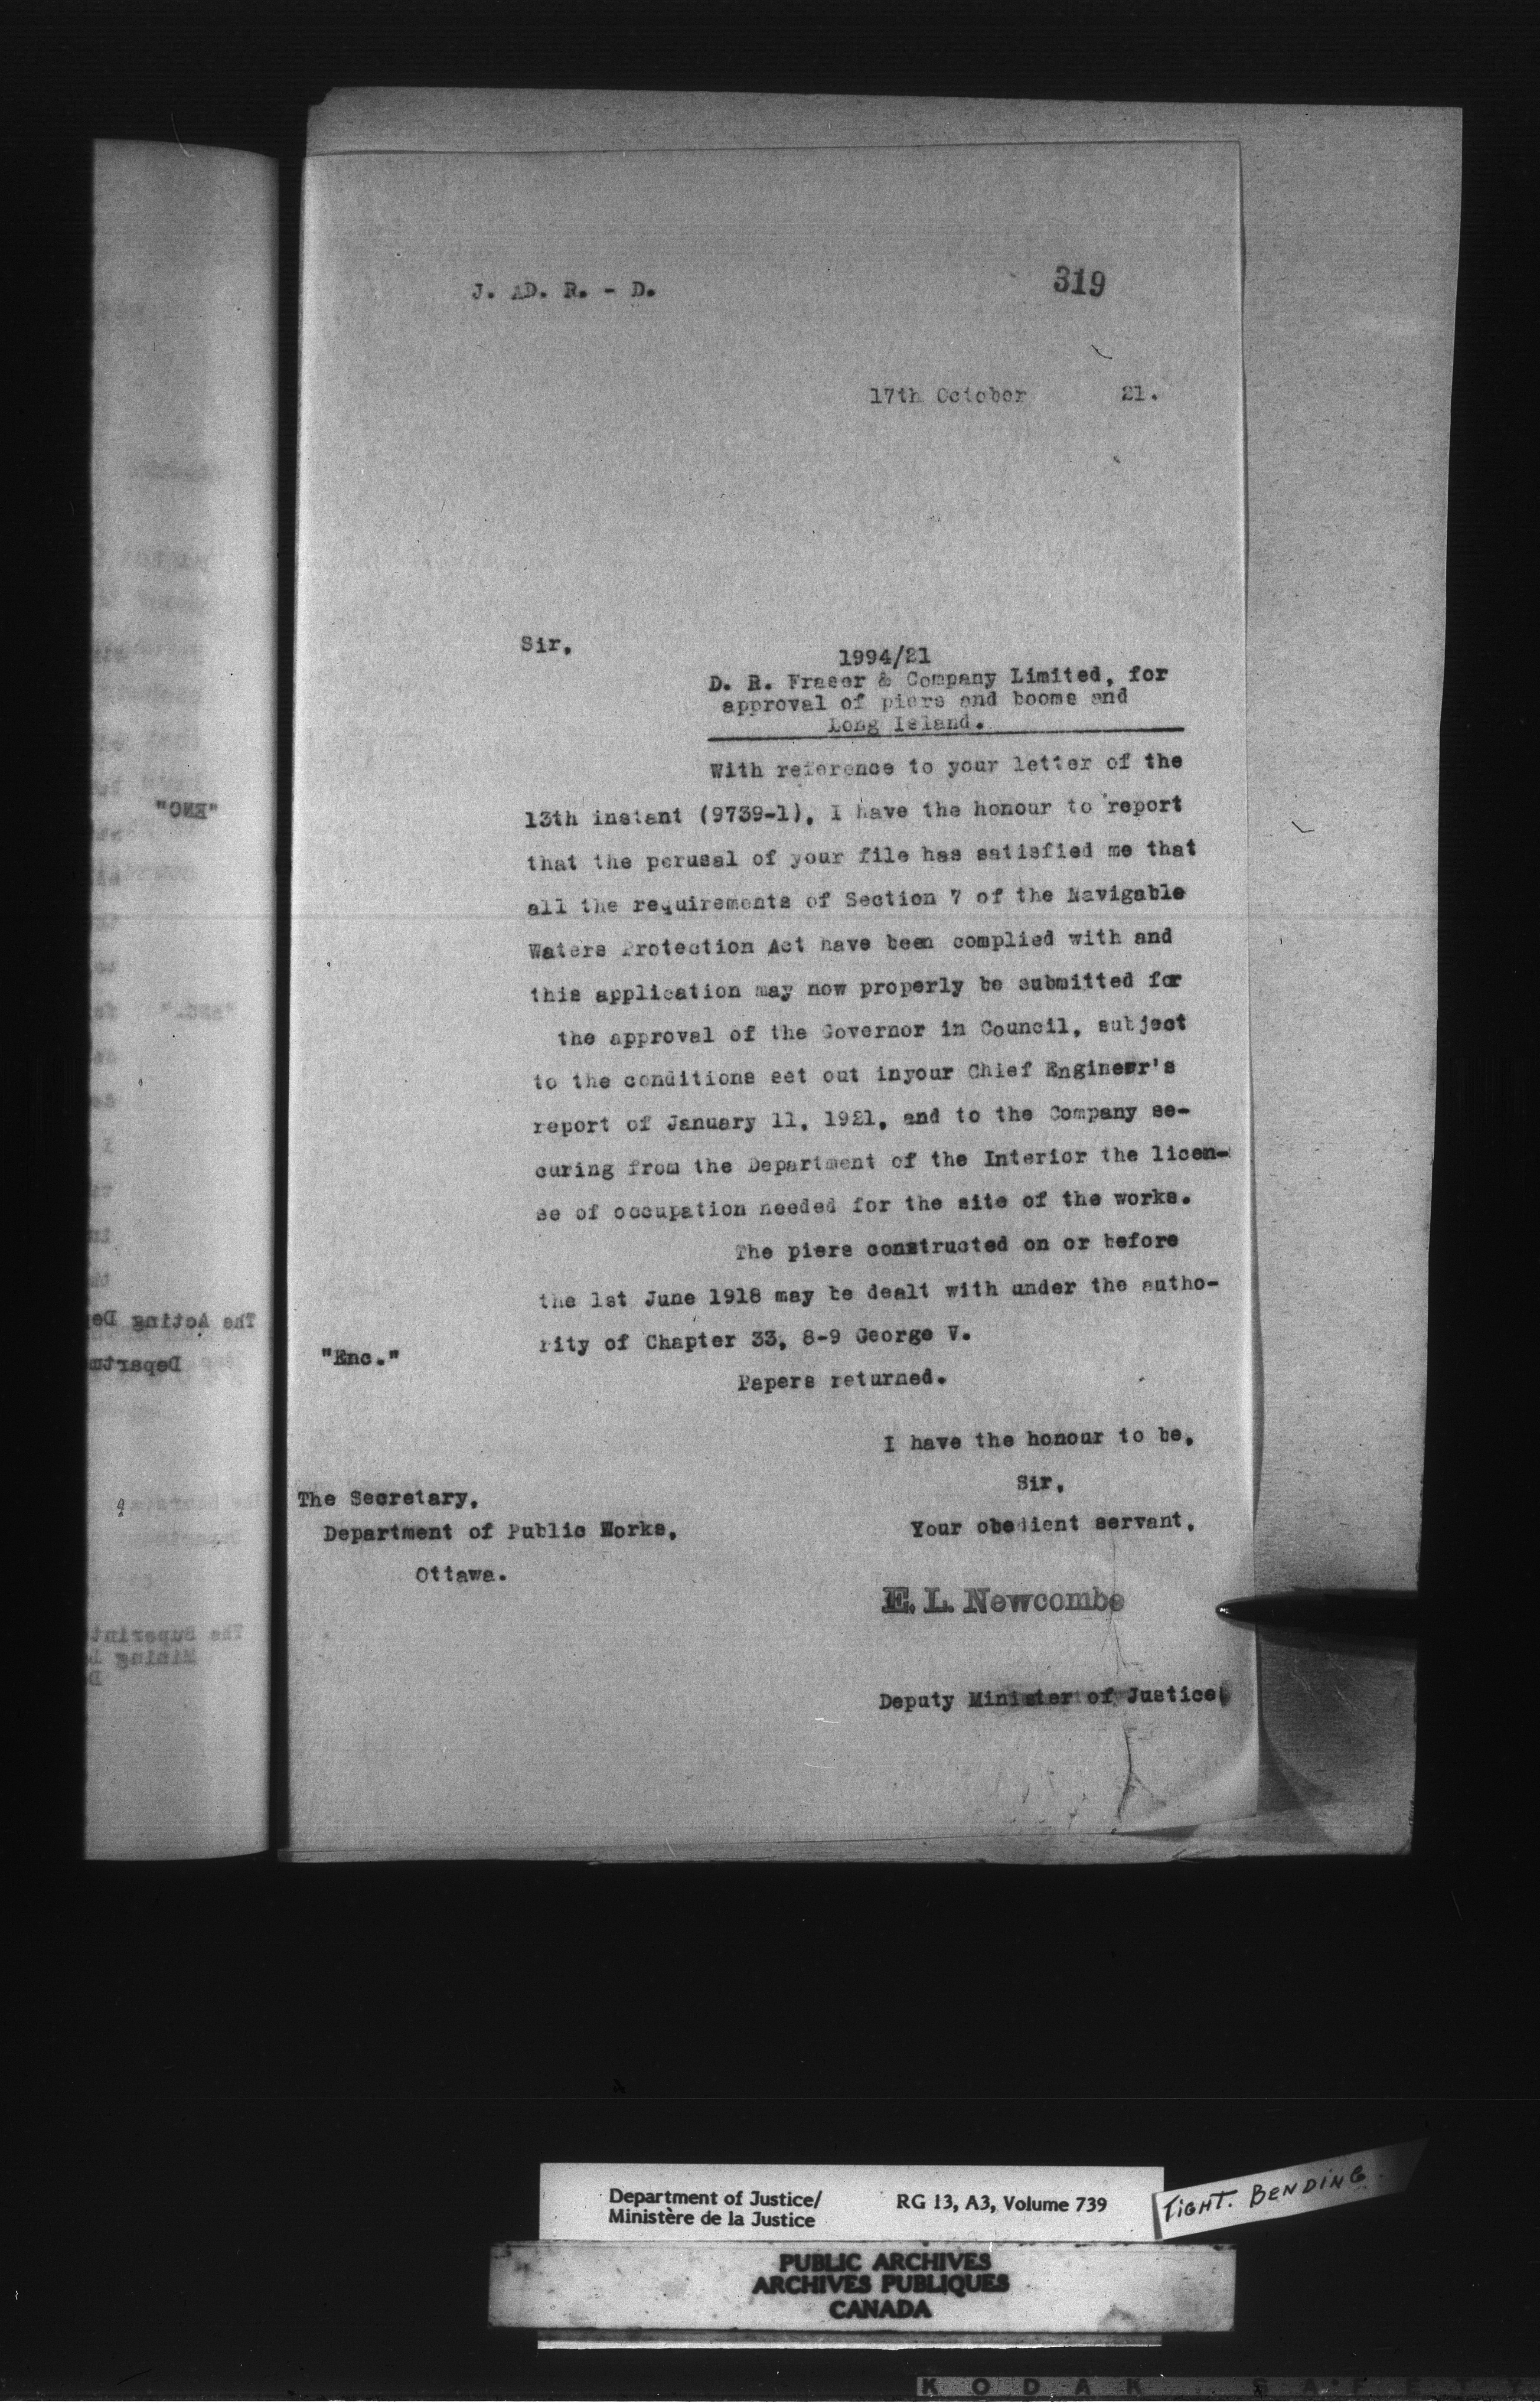 J. AD. R. - D.
319
17th October 21.
Sir,
1994/21
D. R. Fraser & Company Limited, for
approval of piers and booms and
Long Island.
With reference to your letter of the
13th instant (9739-1), I have the honour to report
that the perusal of your file has satisfied me that
all the requirements of Section 7 of the Navigable
Waters Protection Act have been complied with and
this application may now properly be submitted for
the approval of the Governor in Council, subject
to the conditions set out inyour Chief Engineer's
report of January 11, 1921, and to the Company se-
curing from the Department of the Interior the licen-
se of occupation needed for the site of the works.
The piers constructed on or before
the 1st June 1918 may be dealt with under the autho-
rity of Chapter 33, 8-9 George V.
"Enc."
Papers returned.
I have the honour to be,
Sir,
Your obedient servant,
The Secretary,
Department of Public Works,
Ottawa.
E. L. Newcombe
Deputy Minister of Justice
Department of Justice/
Ministère de la Justice
RG 13, A3, Volume 739
TIGHT. BENDING.
PUBLIC ARCHIVES
ARCHIVES PUBLIQUES
CANADA
KODAK SAFETY